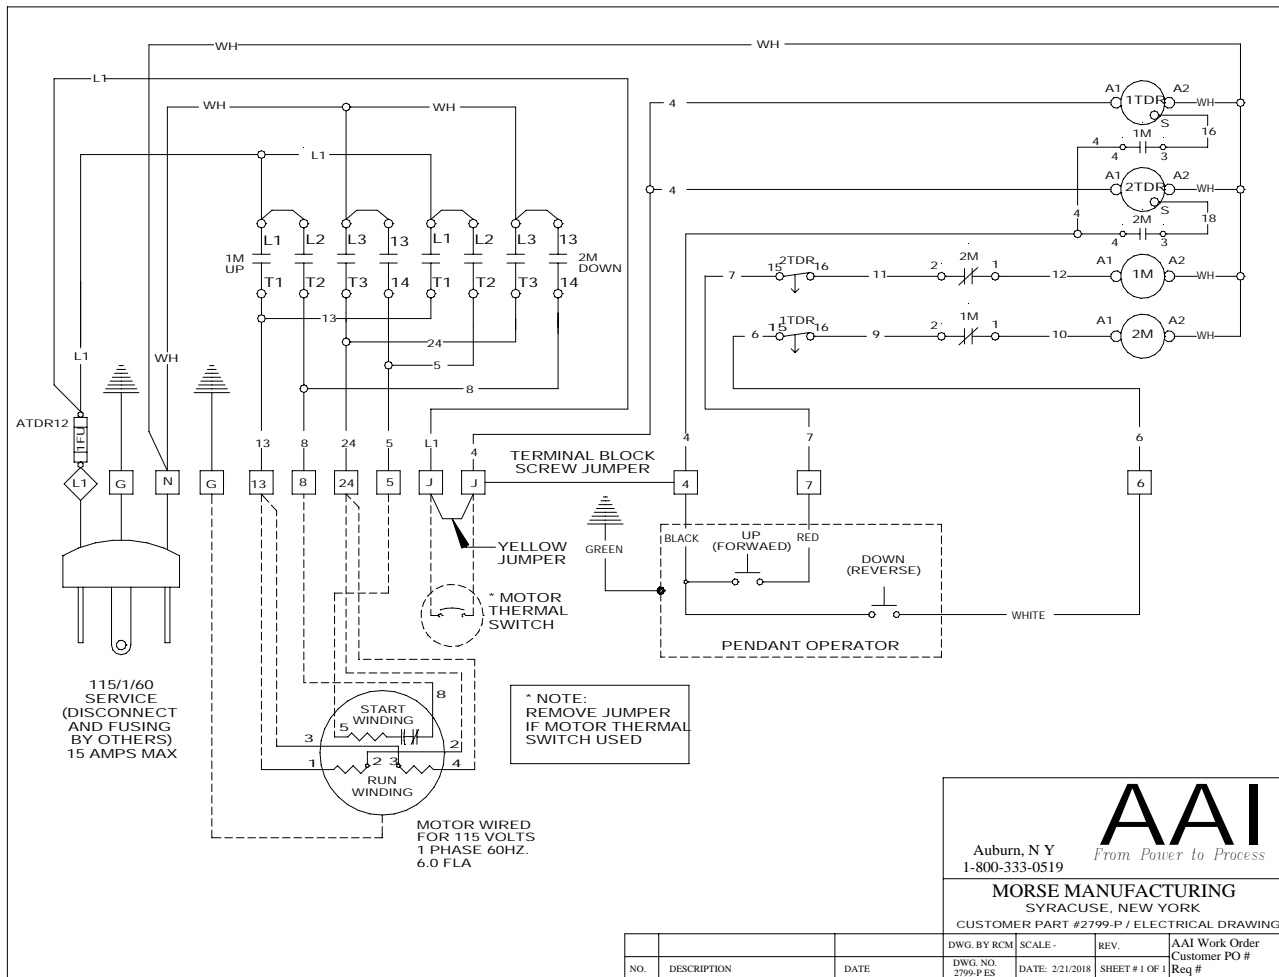 WH
WH
L1
WH
WH
L1
4
A1
1TDR
A2
WH
S
16
1M
4
4
3
4
A1
2TDR
A2
WH
S
18
4
2M
4
3
L1
L2
L3
13
L1
L2
L3
13
1M
UP
2M
DOWN
T1
T2
T3
14
T1
T2
T3
14
7
2TDR
15
16
11
2
2M
1
12
A1
1M
A2
WH
6
1TDR
15
16
9
2
1M
1
10
A1
2M
A2
WH
13
24
5
8
L1
WH
ATDR12
1FU
13
8
24
5
L1
4
4
7
6
TERMINAL BLOCK
SCREW JUMPER
L1
G
N
G
13
8
24
5
J
J
4
7
6
YELLOW
JUMPER
GREEN
BLACK
UP
(FORWAED)
RED
DOWN
(REVERSE)
WHITE
PENDANT OPERATOR
* MOTOR
THERMAL
SWITCH
115/1/60
SERVICE
(DISCONNECT
AND FUSING
BY OTHERS)
15 AMPS MAX
* NOTE:
REMOVE JUMPER
IF MOTOR THERMAL
SWITCH USED
8
START
WINDING
5
3
2
1
2
3
4
RUN
WINDING
MOTOR WIRED
FOR 115 VOLTS
1 PHASE 60HZ.
6.0 FLA
AAI
From Power to Process
Auburn, N Y
1-800-333-0519
MORSE MANUFACTURING
SYRACUSE, NEW YORK
CUSTOMER PART #2799-P / ELECTRICAL DRAWING
DWG. BY RCM
SCALE -
REV.
AAI Work Order
Customer PO #
Req #
NO.
DESCRIPTION
DATE
DWG. NO.
2799-P ES
DATE: 2/21/2018
SHEET # 1 OF 1